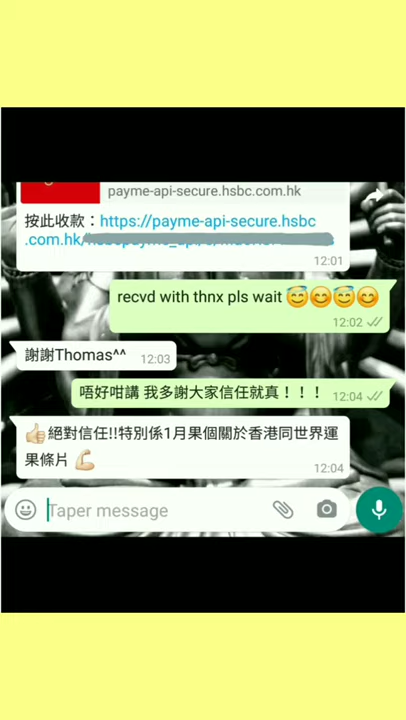 payme-api-secure.hsbc.com.hk
按此收款：https://payme-api-secure.hsbc
.com.hk/
12:01
recvd with thnx pls wait 😇😊😇😊
12:02
謝謝Thomas^^ 12:03
唔好咁講 我多謝大家信任就真！！！ 12:04
👍🏻絕對信任!!特別係1月果個關於香港同世界運
果條片 💪🏻
12:04
Taper message